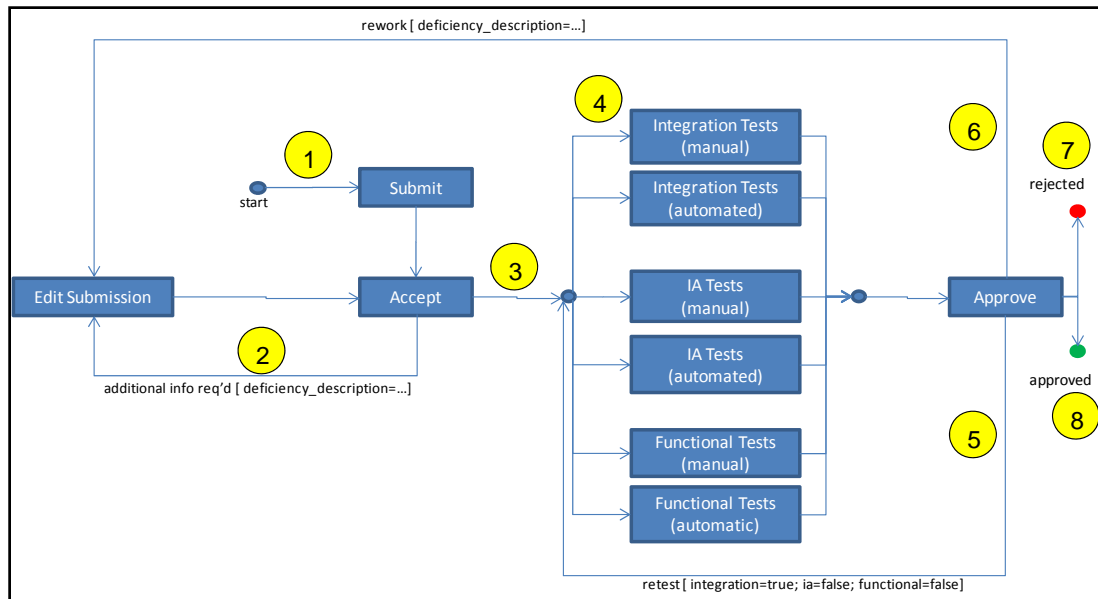 rework [ deficiency_description=…]
4
Integration Tests
(manual)
6
7
1
rejected
Submit
Integration Tests
(automated)
start
3
Edit Submission
Accept
IA Tests
(manual)
Approve
2
IA Tests
(automated)
additional info req’d [ deficiency_description=…]
approved
8
5
Functional Tests
(manual)
Functional Tests
(automatic)
retest [ integration=true; ia=false; functional=false]